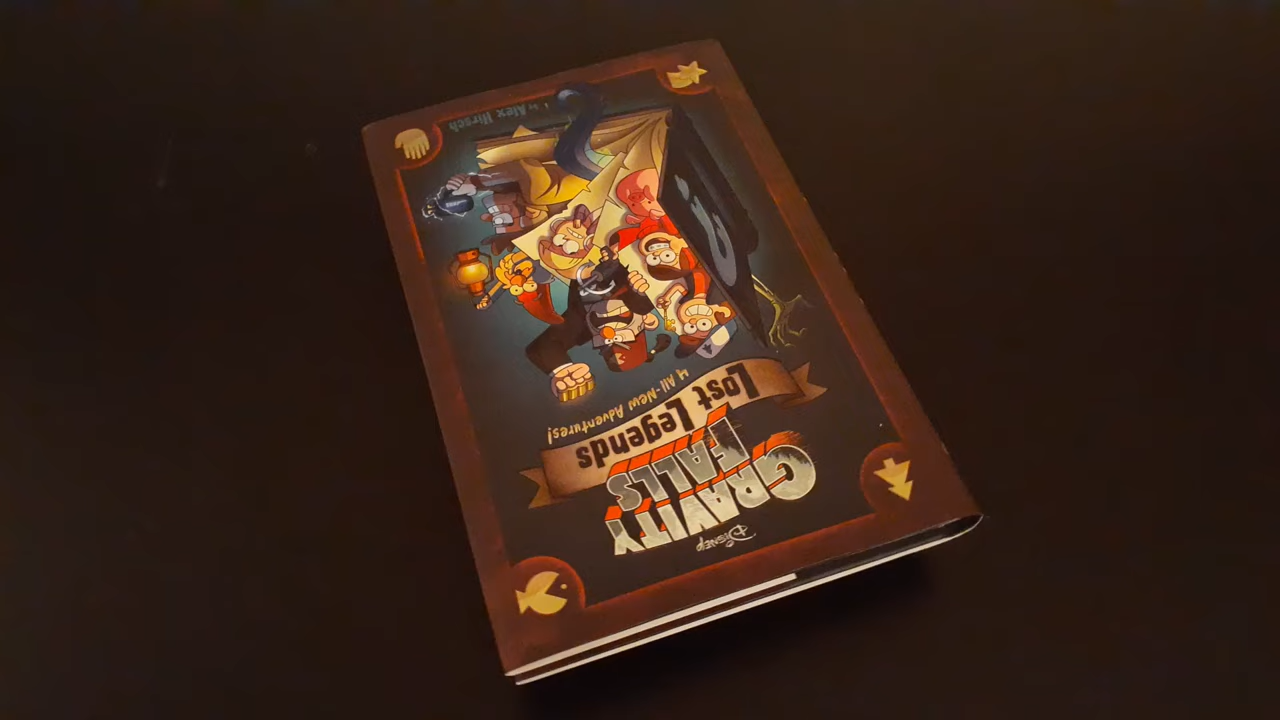 Disney
GRAVITY
FALLS
Lost Legends
4 All-New Adventures!
by Alex Hirsch